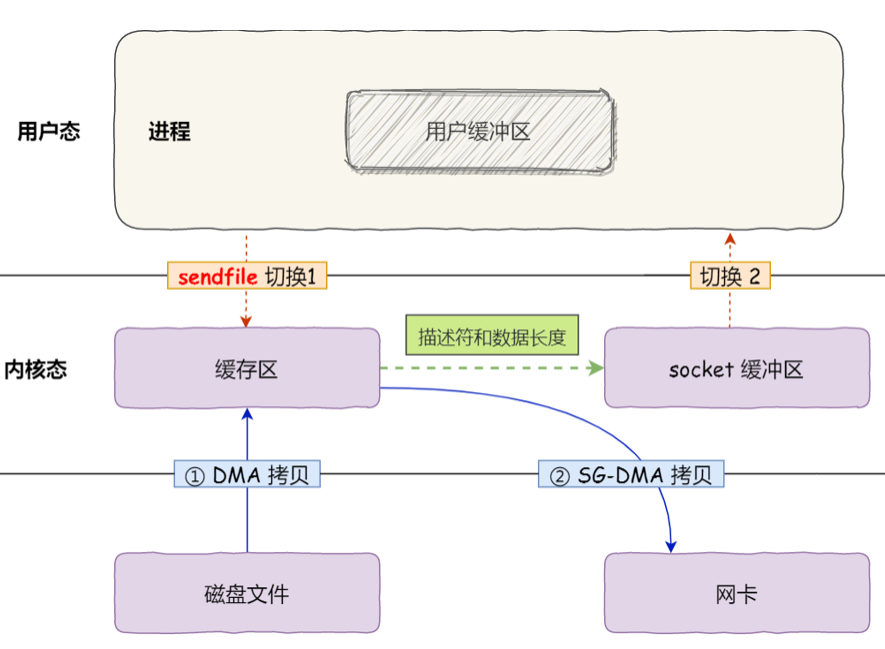 用户态
进程
用户缓冲区
sendfile 切换1
切换 2
内核态
缓存区
描述符和数据长度
socket 缓冲区
① DMA 拷贝
② SG-DMA 拷贝
磁盘文件
网卡